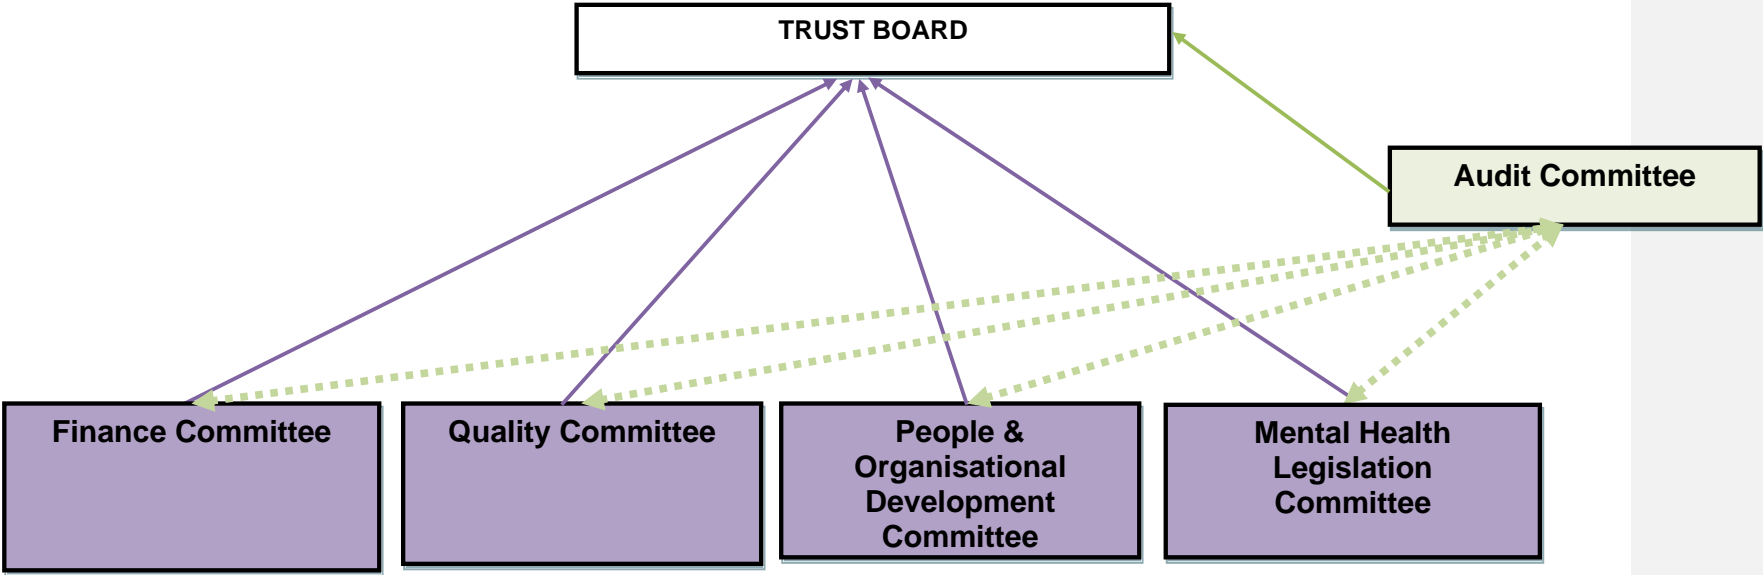 TRUST BOARD
Audit Committee
Finance Committee
Quality Committee
People &
Organisational
Development
Committee
Mental Health
Legislation
Committee